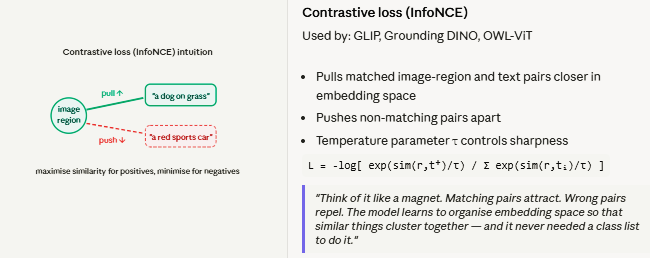 Contrastive loss (InfoNCE) intuition
pull ↑
"a dog on grass"
image
region
"a red sports car"
push ↓
maximise similarity for positives, minimise for negatives
Contrastive loss (InfoNCE)
Used by: GLIP, Grounding DINO, OWL-ViT
• Pulls matched image-region and text pairs closer in
embedding space
• Pushes non-matching pairs apart
• Temperature parameter τ controls sharpness
L = -log[ exp(sim(r,t⁺)/τ) / Σ exp(sim(r,tᵢ)/τ) ]
"Think of it like a magnet. Matching pairs attract. Wrong pairs
repel. The model learns to organise embedding space so that
similar things cluster together — and it never needed a class list
to do it."